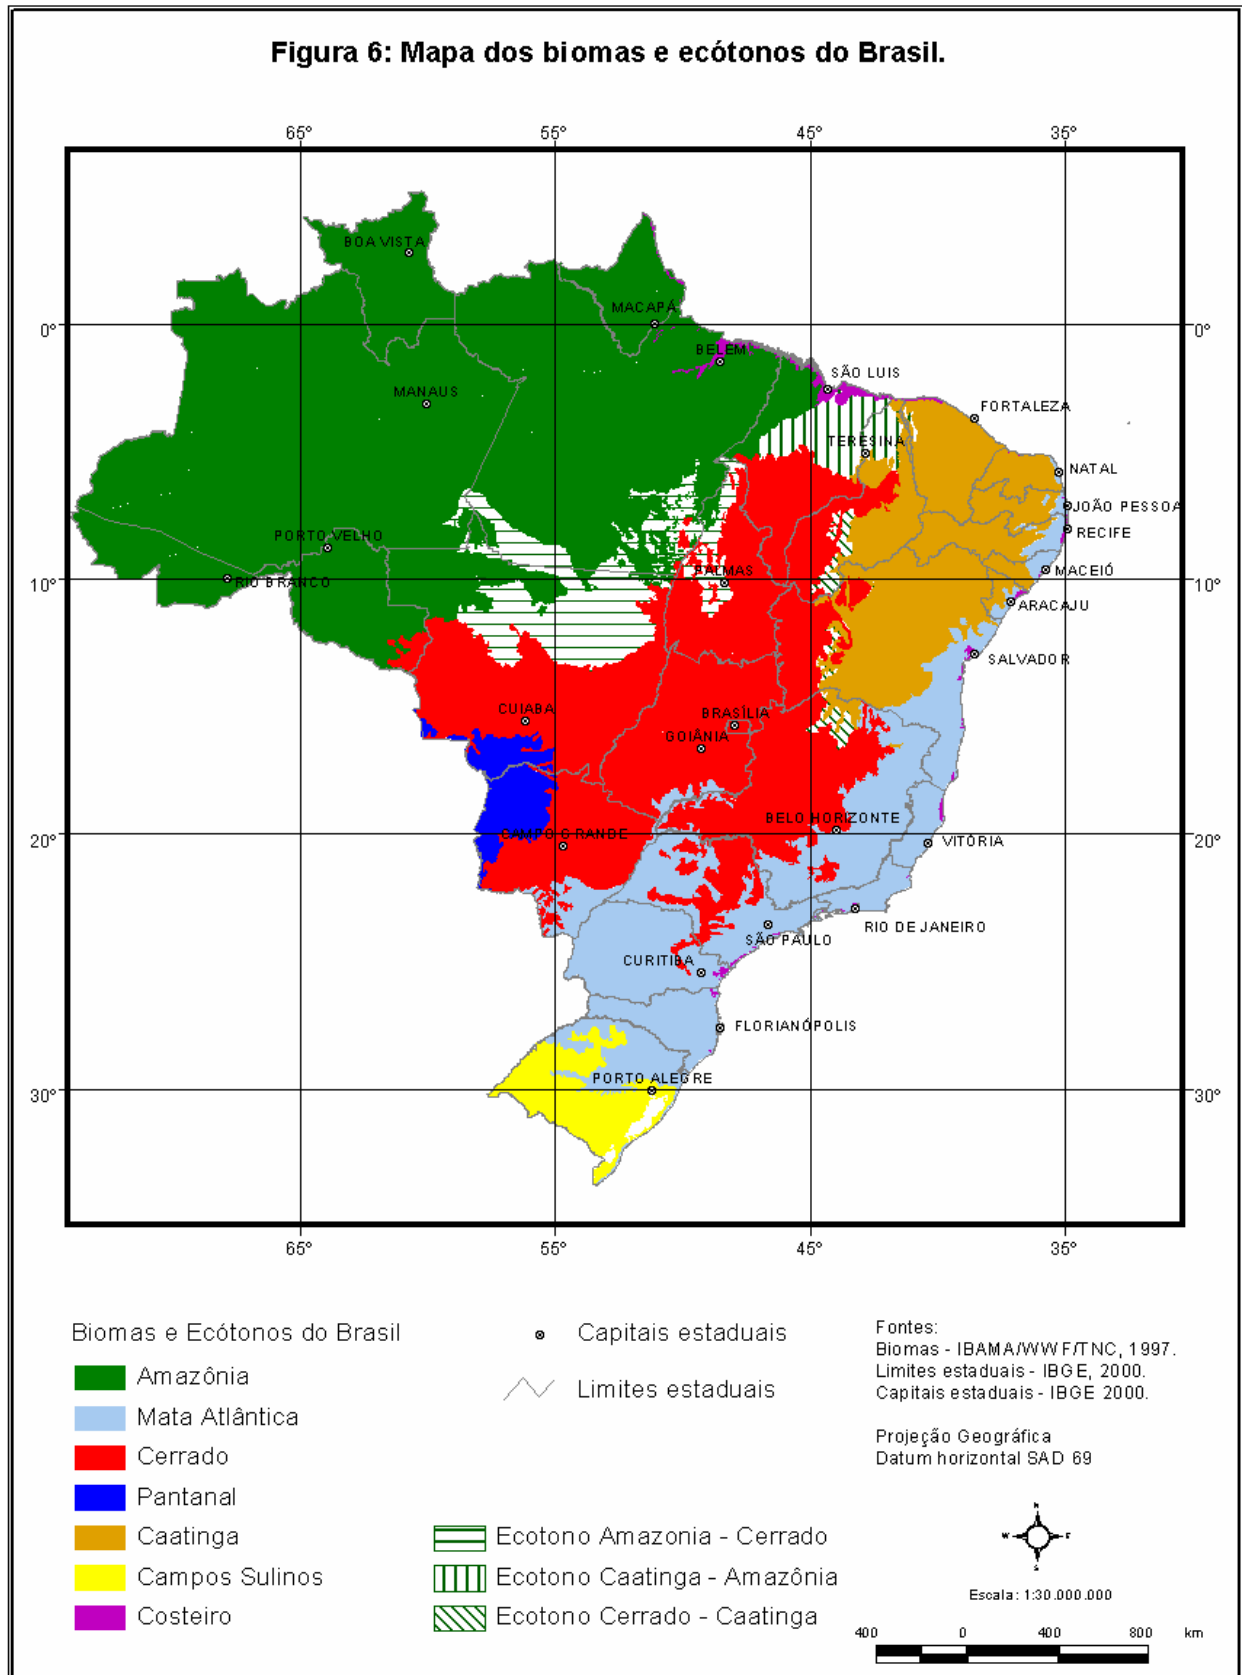 Figura 6: Mapa dos biomas e ecótonos do Brasil.
65° 55° 45° 35°
BOA VISTA
MACAPÁ
0° 0°
BELEM
SÃO LUIS
MANAUS
FORTALEZA
TERESINA
NATAL
JOÃO PESSOA
PORTO VELHO
RECIFE
PALMAS
MACEIÓ
10° 10°
RIO BRANCO
ARACAJU
SALVADOR
CUIABA
BRASÍLIA
GOIÂNIA
BELO HORIZONTE
20° 20°
CAMPO GRANDE
VITÓRIA
RIO DE JANEIRO
SÃO PAULO
CURITIBA
FLORIANÓPOLIS
PORTO ALEGRE
30° 30°
65° 55° 45° 35°
Biomas e Ecótonos do Brasil
Amazônia
Mata Atlântica
Cerrado
Pantanal
Caatinga
Campos Sulinos
Costeiro
Capitais estaduais
Limites estaduais
Ecotono Amazonia - Cerrado
Ecotono Caatinga - Amazônia
Ecotono Cerrado - Caatinga
Fontes:
Biomas - IBAMA/WWF/TNC, 1997.
Limites estaduais - IBGE, 2000.
Capitais estaduais - IBGE 2000.
Projeção Geográfica
Datum horizontal SAD 69
N
W E
S
Escala: 1:30.000.000
400 0 400 800 km